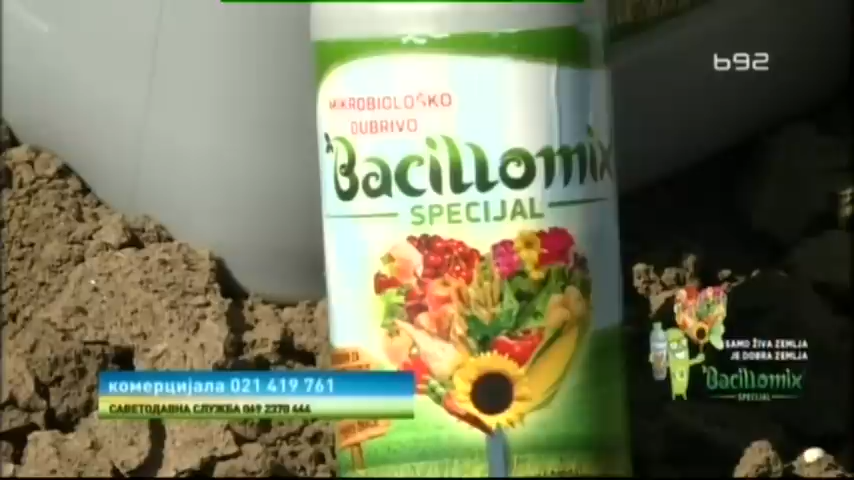 b92
MIKROBIOLOŠKO
ĐUBRIVO
Bacillomix
SPECIJAL
комерцијала 021 419 761
САВЕТОДАВНА СЛУЖБА 069 2370 444
SAMO ŽIVA ZEMLJA
JE DOBRA ZEMLJA
Bacillomix
SPECIJAL